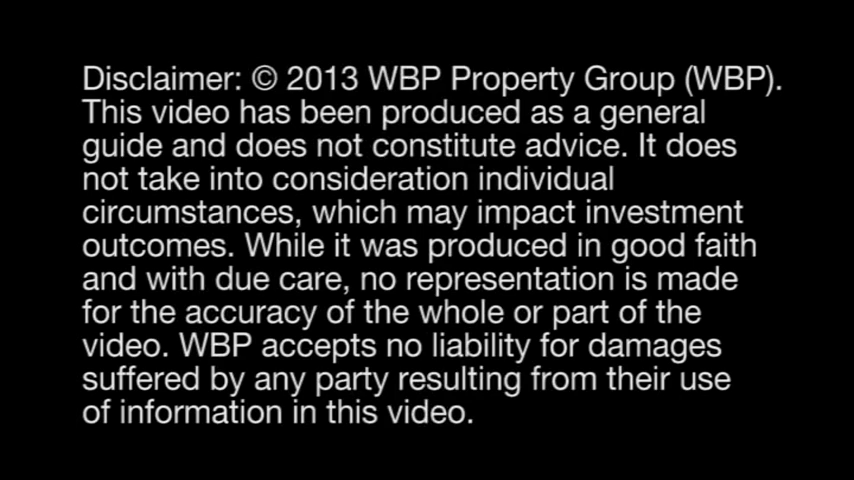 Disclaimer: © 2013 WBP Property Group (WBP).
This video has been produced as a general
guide and does not constitute advice. It does
not take into consideration individual
circumstances, which may impact investment
outcomes. While it was produced in good faith
and with due care, no representation is made
for the accuracy of the whole or part of the
video. WBP accepts no liability for damages
suffered by any party resulting from their use
of information in this video.